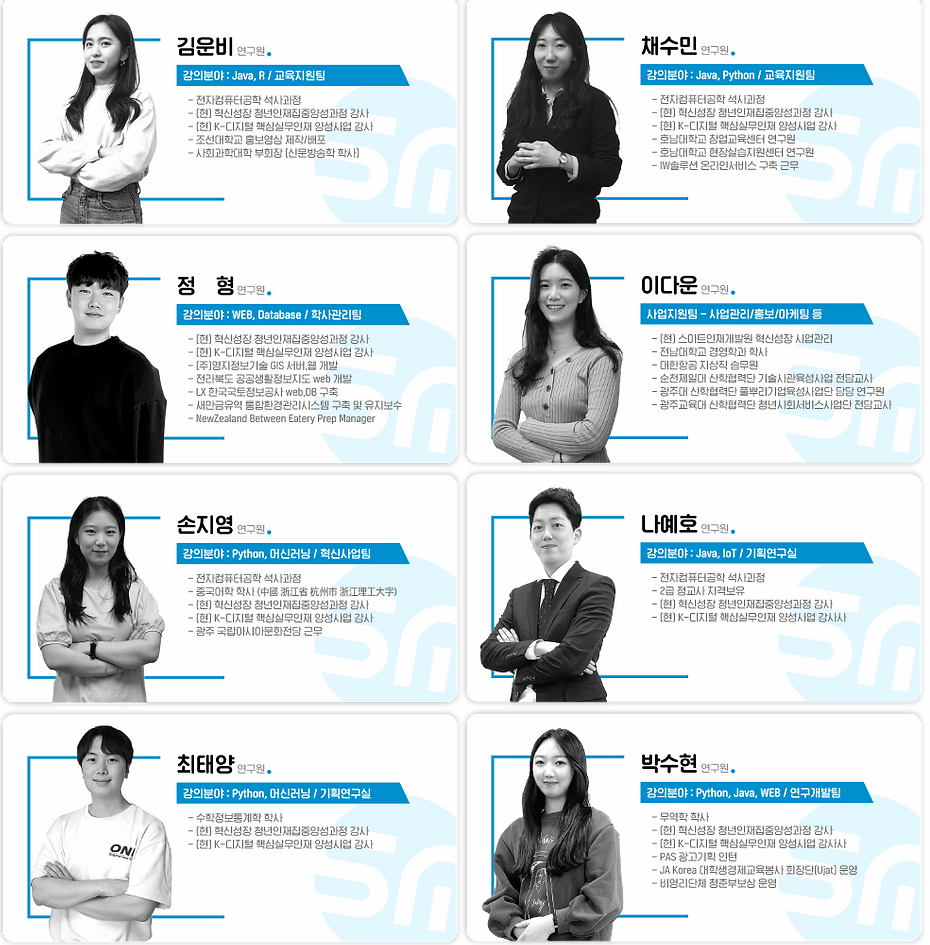 김운비 연구원
강의분야 : Java, R / 교육지원팀
- 전자컴퓨터공학 석사과정
- (현) 혁신성장 청년인재집중양성과정 강사
- (현) K-디지털 핵심실무인재 양성사업 강사
- 조선대학교 홍보영상 제작/배포
- 사회과학대학 부회장 (신문방송학 학사)
채수민 연구원
강의분야 : Java, Python / 교육지원팀
- 전자컴퓨터공학 석사과정
- (현) 혁신성장 청년인재집중양성과정 강사
- (현) K-디지털 핵심실무인재 양성사업 강사
- 호남대학교 창업교육센터 연구원
- 호남대학교 현장실습지원센터 연구원
- IW솔루션 온라인서비스 구축 근무
정 형 연구원
강의분야 : WEB, Database / 학사관리팀
- (현) 혁신성장 청년인재집중양성과정 강사
- (현) K-디지털 핵심실무인재 양성사업 강사
- (주)명지정보기술 GIS 서버,웹 개발
- 전라북도 공공생활정보지도 web 개발
- LX 한국국토정보공사 web,DB 구축
- 새만금유역 통합환경관리시스템 구축 및 유지보수
- NewZealand Between Eatery Prep Manager
이다운 연구원
사업지원팀 - 사업관리/홍보/마케팅 등
- (현) 스마트인재개발원 혁신성장 사업관리
- 전남대학교 경영학과 학사
- 대한항공 지상직 승무원
- 순천제일대 산학협력단 기술사관육성사업 전담교사
- 광주대 산학협력단 풀뿌리기업육성사업단 담당 연구원
- 광주교육대 산학협력단 청년사회서비스사업단 전담교사
손지영 연구원
강의분야 : Python, 머신러닝 / 혁신사업팀
- 전자컴퓨터공학 석사과정
- 중국어학 학사 (中國 浙江省 杭州市 浙江理工大字)
- (현) 혁신성장 청년인재집중양성과정 강사
- (현) K-디지털 핵심실무인재 양성사업 강사
- 광주 국립아시아문화전당 근무
나예호 연구원
강의분야 : Java, IoT / 기획연구실
- 전자컴퓨터공학 석사과정
- 2급 정교사 자격보유
- (현) 혁신성장 청년인재집중양성과정 강사
- (현) K-디지털 핵심실무인재 양성사업 강사사
최태양 연구원
강의분야 : Python, 머신러닝 / 기획연구실
- 수학정보통계학 학사
- (현) 혁신성장 청년인재집중양성과정 강사
- (현) K-디지털 핵심실무인재 양성사업 강사
박수현 연구원
강의분야 : Python, Java, WEB / 연구개발팀
- 무역학 학사
- (현) 혁신성장 청년인재집중양성과정 강사
- (현) K-디지털 핵심실무인재 양성사업 강사사
- PAS 광고기획 인턴
- JA Korea 대학생경제교육봉사 회장단(Ujat) 운영
- 비영리단체 청춘부보상 운영